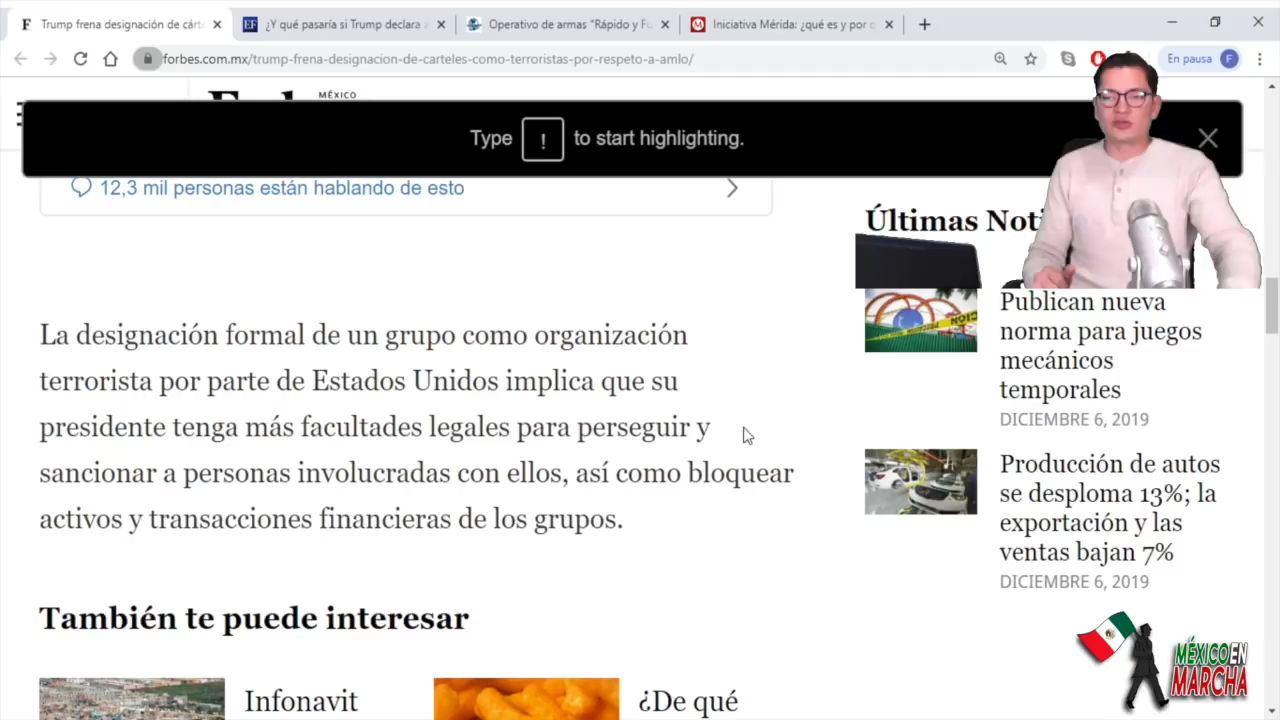 Trump frena designación de cárt
¿Y qué pasaría si Trump declara a
Operativo de armas "Rápido y Fu
Iniciativa Mérida: ¿qué es y por q
forbes.com.mx/trump-frena-designacion-de-carteles-como-terroristas-por-respeto-a-amlo/
En pausa
F
MÉXICO
Type ! to start highlighting.
12,3 mil personas están hablando de esto
La designación formal de un grupo como organización
terrorista por parte de Estados Unidos implica que su
presidente tenga más facultades legales para perseguir y
sancionar a personas involucradas con ellos, así como bloquear
activos y transacciones financieras de los grupos.
También te puede interesar
Infonavit
¿De qué
Últimas Noti
Publican nueva
norma para juegos
mecánicos
temporales
DICIEMBRE 6, 2019
Producción de autos
se desploma 13%; la
exportación y las
ventas bajan 7%
DICIEMBRE 6, 2019
MÉXICO EN
MARCHA